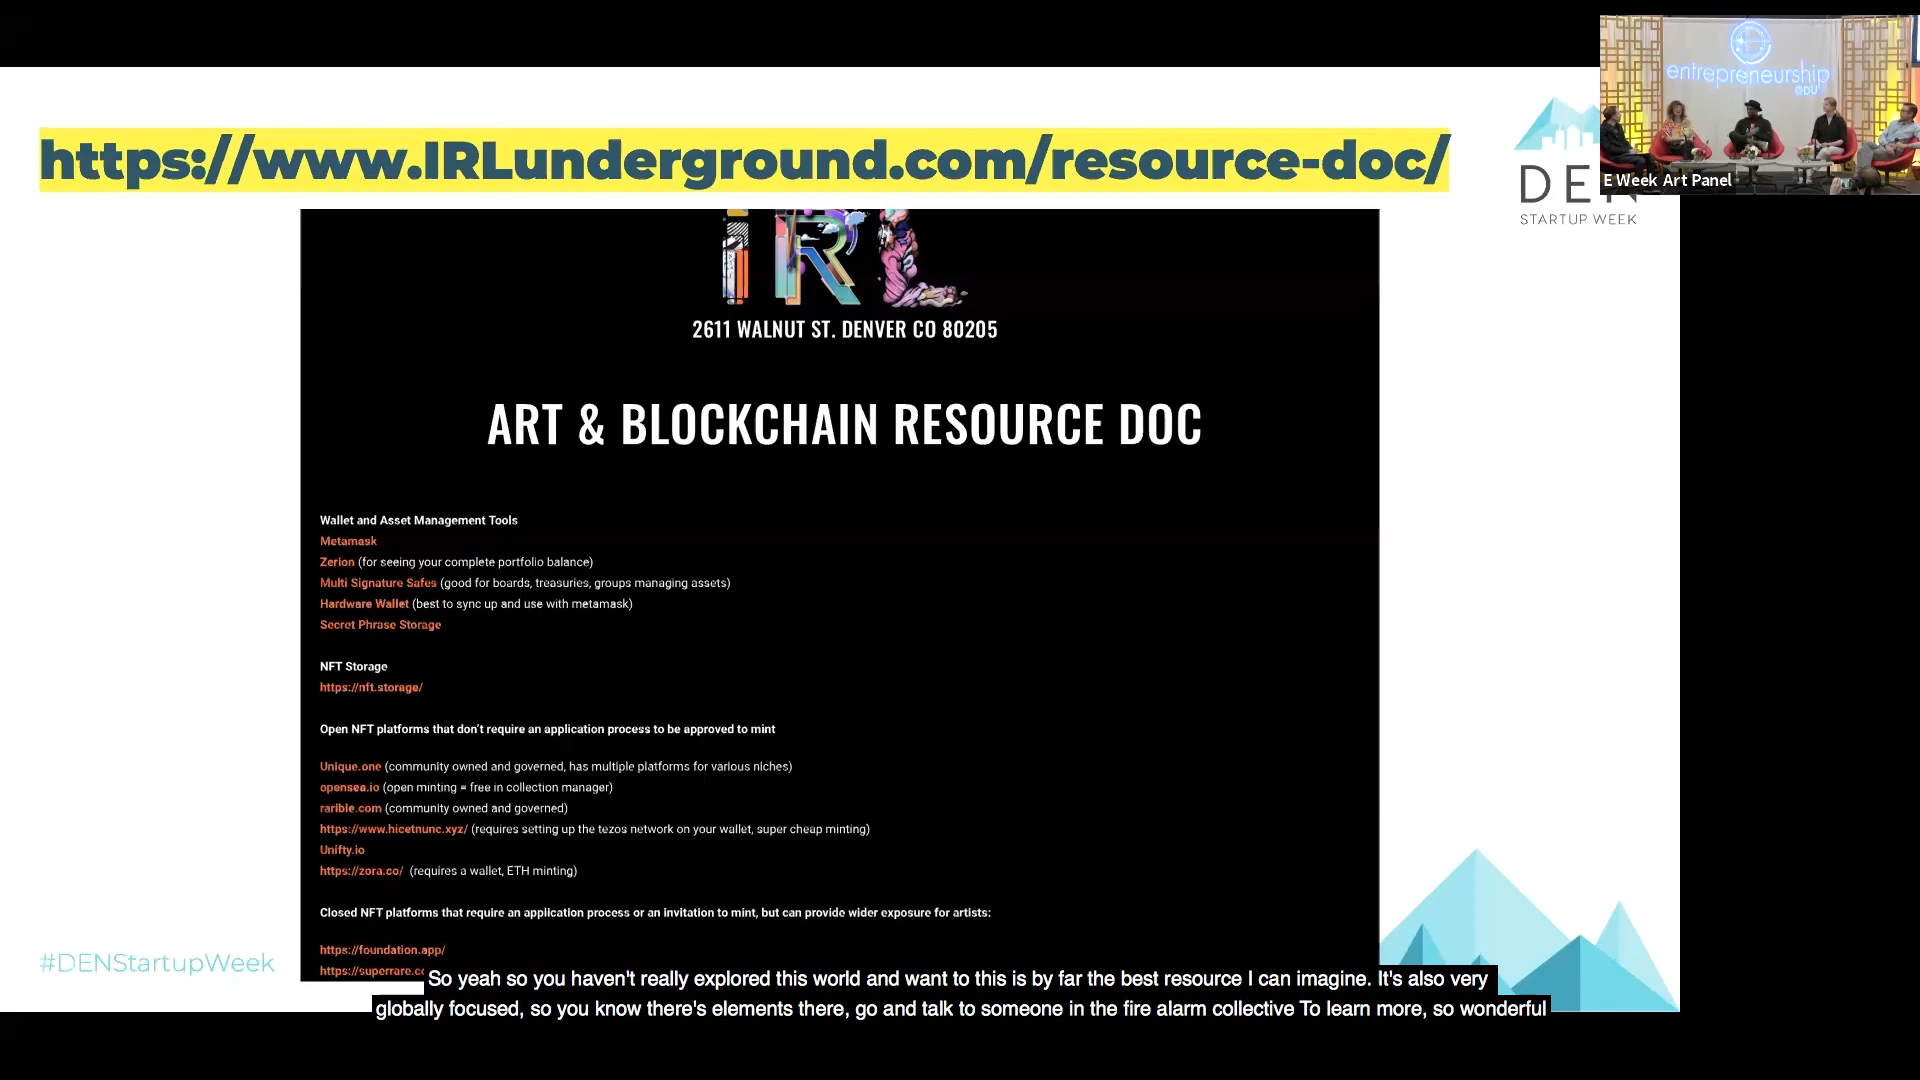 https://www.IRLunderground.com/resource-doc/
entrepreneurship
@DU
E Week Art Panel
DEN
STARTUP WEEK
IRL
2611 WALNUT ST. DENVER CO 80205
ART & BLOCKCHAIN RESOURCE DOC
Wallet and Asset Management Tools
Metamask
Zerion (for seeing your complete portfolio balance)
Multi Signature Safes (good for boards, treasuries, groups managing assets)
Hardware Wallet (best to sync up and use with metamask)
Secret Phrase Storage
NFT Storage
https://nft.storage/
Open NFT platforms that don't require an application process to be approved to mint
Unique.one (community owned and governed, has multiple platforms for various niches)
opensea.io (open minting = free in collection manager)
rarible.com (community owned and governed)
https://www.hicetnunc.xyz/ (requires setting up the tezos network on your wallet, super cheap minting)
Unifty.io
https://zora.co/ (requires a wallet, ETH minting)
Closed NFT platforms that require an application process or an invitation to mint, but can provide wider exposure for artists:
https://foundation.app/
https://superrare.cc
#DENStartupWeek
So yeah so you haven't really explored this world and want to this is by far the best resource I can imagine. It's also very
globally focused, so you know there's elements there, go and talk to someone in the fire alarm collective To learn more, so wonderful